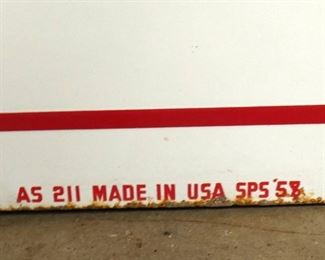 AS 211 MADE IN USA SPS 58